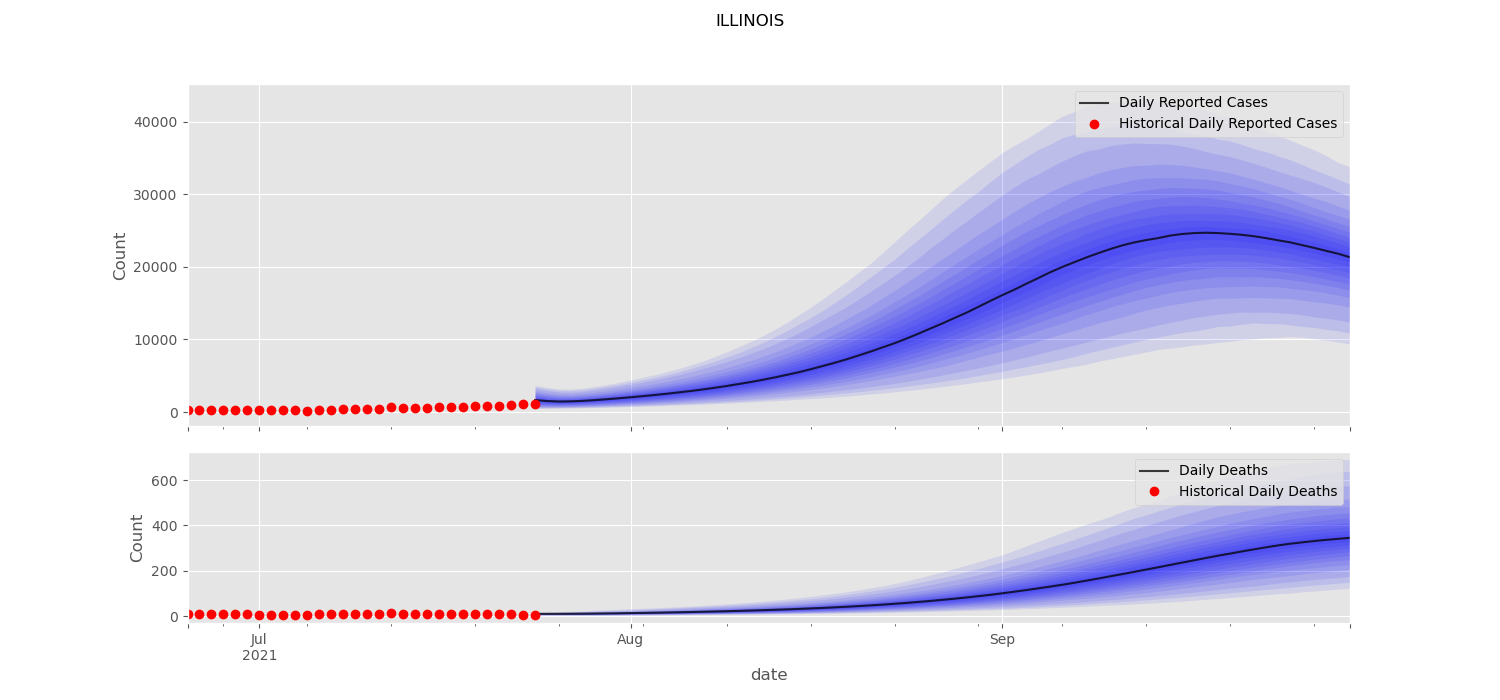 ILLINOIS
Daily Reported Cases
Historical Daily Reported Cases
40000
30000
20000
10000
0
Count
Daily Deaths
Historical Daily Deaths
600
400
200
0
Count
Jul
2021
Aug
Sep
date